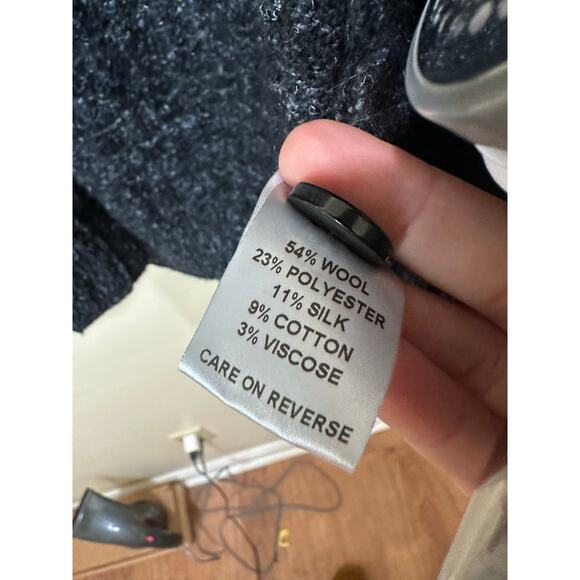 54% WOOL
23% POLYESTER
11% SILK
9% COTTON
3% VISCOSE
CARE ON REVERSE